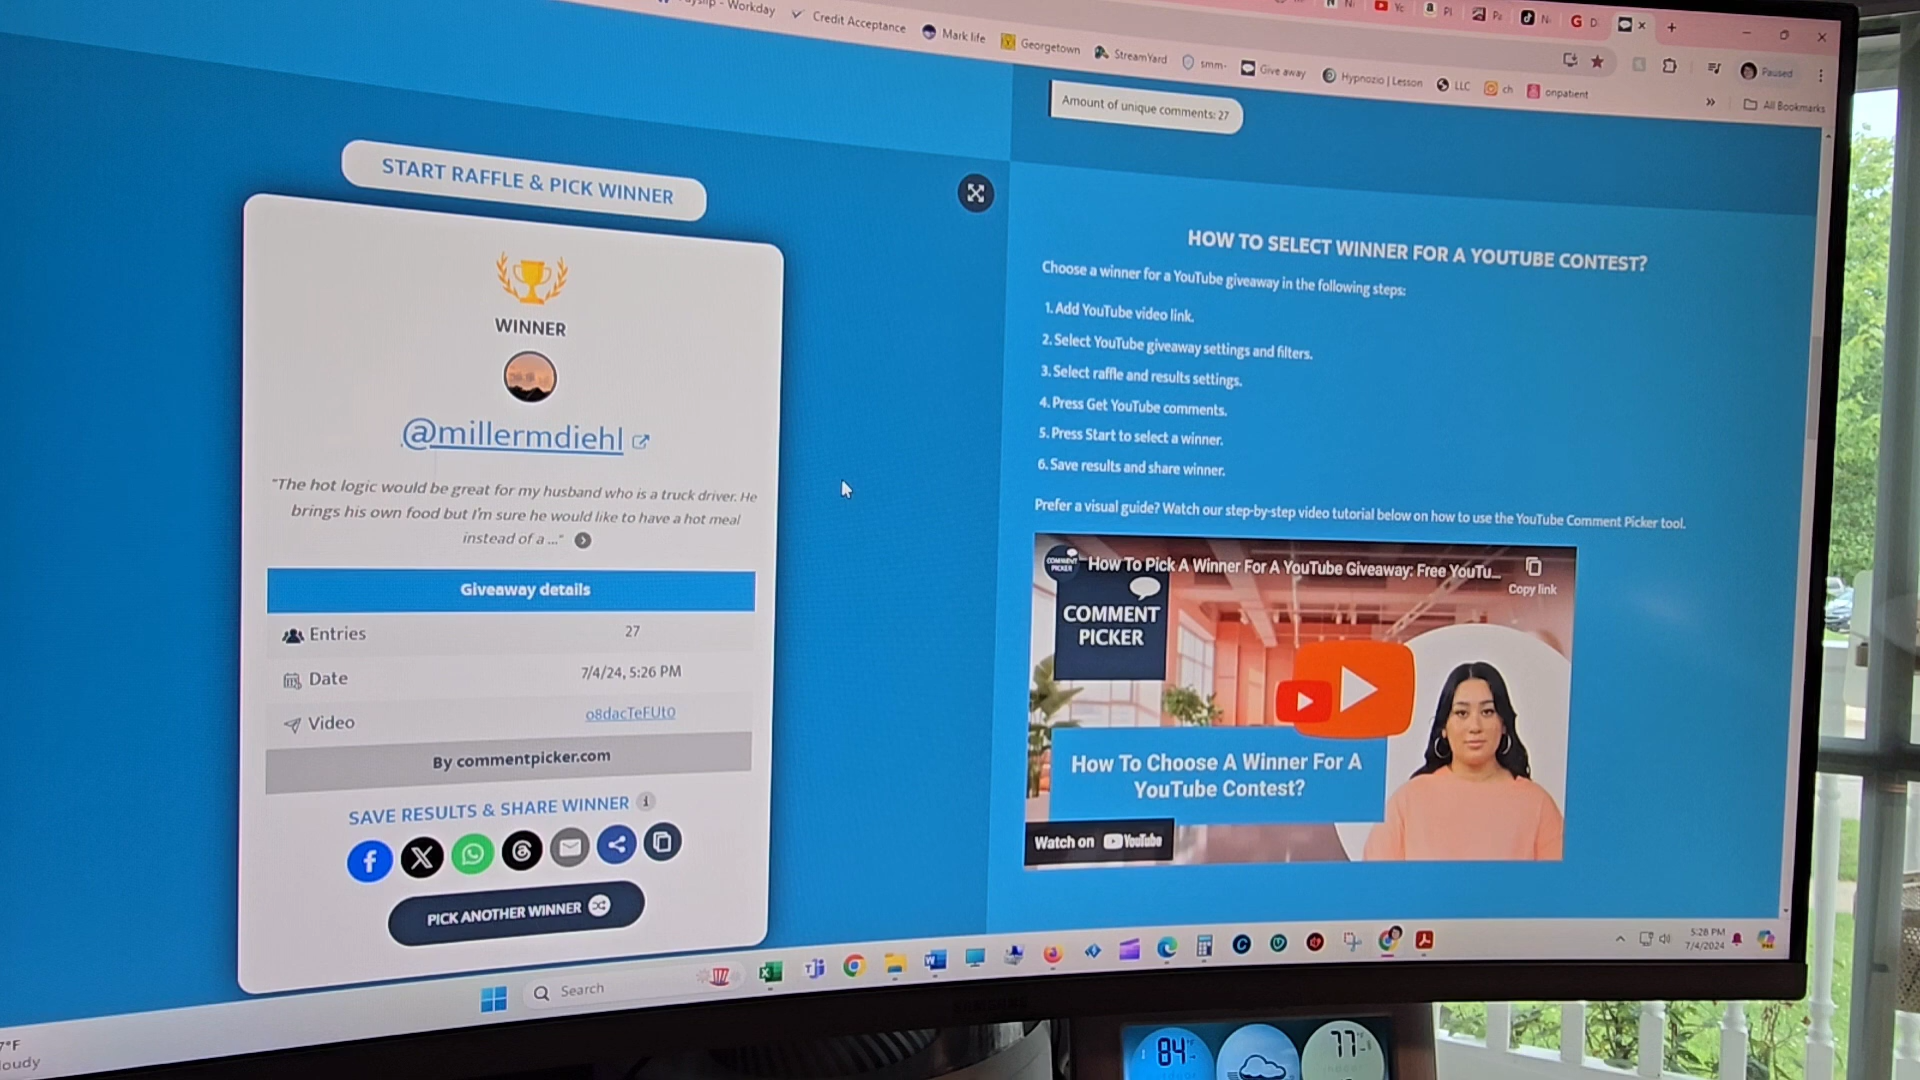 Workday
Credit Acceptance
Mark life
Georgetown
StreamYard
smm-
Give away
Hypnozio | Lesson
LLC
ch
onpatient
Paused
All Bookmarks
Amount of unique comments: 27
START RAFFLE & PICK WINNER
WINNER
@millermdiehl
"The hot logic would be great for my husband who is a truck driver. He
brings his own food but I'm sure he would like to have a hot meal
instead of a ..."
Giveaway details
Entries 27
Date 7/4/24, 5:26 PM
Video o8dacTeFUt0
By commentpicker.com
SAVE RESULTS & SHARE WINNER
PICK ANOTHER WINNER
HOW TO SELECT WINNER FOR A YOUTUBE CONTEST?
Choose a winner for a YouTube giveaway in the following steps:
1. Add YouTube video link.
2. Select YouTube giveaway settings and filters.
3. Select raffle and results settings.
4. Press Get YouTube comments.
5. Press Start to select a winner.
6. Save results and share winner.
Prefer a visual guide? Watch our step-by-step video tutorial below on how to use the YouTube Comment Picker tool.
How To Pick A Winner For A YouTube Giveaway: Free YouTu...
Copy link
COMMENT
PICKER
How To Choose A Winner For A
YouTube Contest?
Watch on YouTube
Search
5:28 PM
7/4/2024
84
77